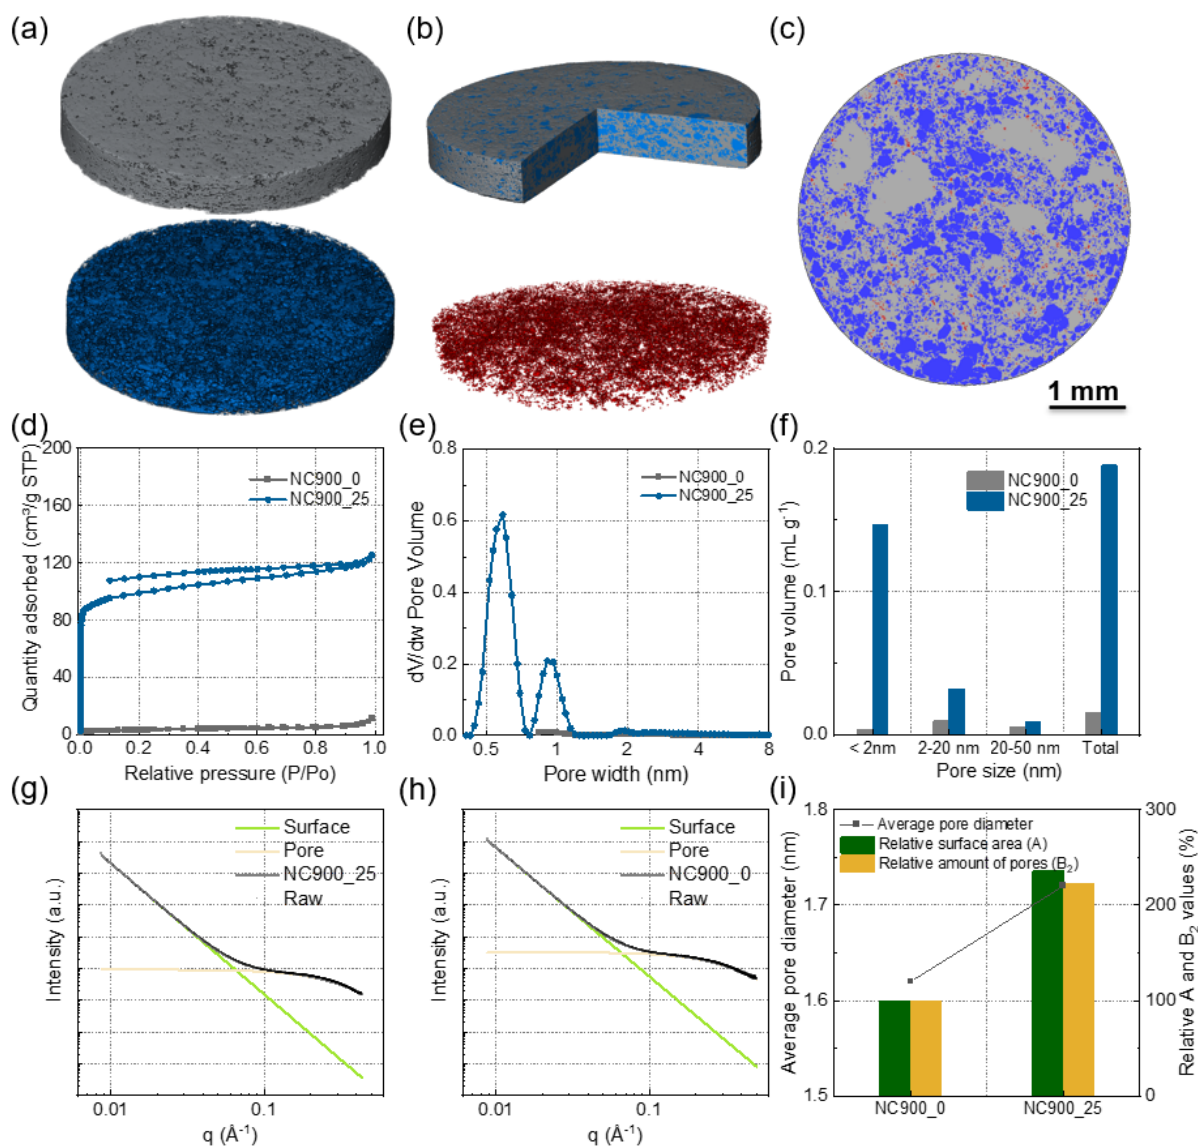 (a)
(b)
(c)
1 mm
(d)
200
160
120
80
40
0
0.0
0.2
0.4
0.6
0.8
1.0
Quantity adsorbed (cm³/g STP)
Relative pressure (P/Po)
NC900_0
NC900_25
(e)
0.8
0.6
0.4
0.2
0.0
0.5
1
2
4
8
dV/dw Pore Volume
Pore width (nm)
NC900_0
NC900_25
(f)
0.2
0.1
0.0
< 2nm
2-20 nm
20-50 nm
Total
Pore volume (mL g⁻¹)
Pore size (nm)
NC900_0
NC900_25
(g)
Surface
Pore
NC900_25
Raw
Intensity (a.u.)
0.01
0.1
q (Å⁻¹)
(h)
Surface
Pore
NC900_0
Raw
Intensity (a.u.)
0.01
0.1
q (Å⁻¹)
(i)
1.8
1.7
1.6
1.5
300
200
100
0
Average pore diameter (nm)
Relative A and B₂ values (%)
Average pore diameter
Relative surface area (A)
Relative amount of pores (B₂)
NC900_0
NC900_25